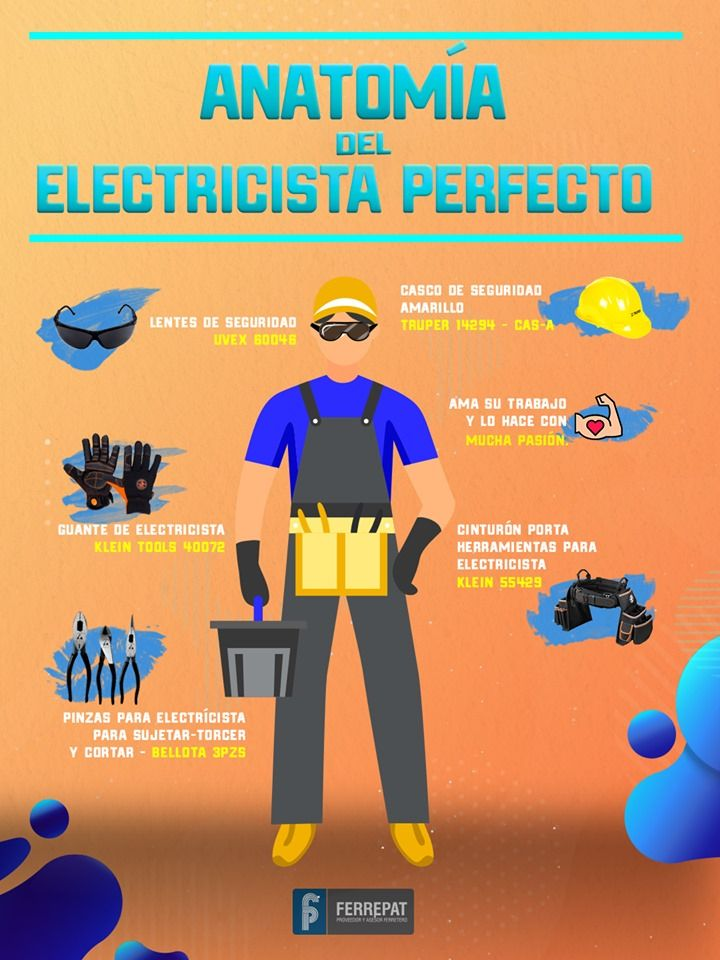 ANATOMÍA
DEL
ELECTRICISTA PERFECTO
LENTES DE SEGURIDAD
UVEX 60046
CASCO DE SEGURIDAD
AMARILLO
TRUPER 14294 - CAS-A
AMA SU TRABAJO
Y LO HACE CON
MUCHA PASIÓN.
GUANTE DE ELECTRICISTA
KLEIN TOOLS 40072
CINTURÓN PORTA
HERRAMIENTAS PARA
ELECTRICISTA
KLEIN 55429
PINZAS PARA ELECTRÍCISTA
PARA SUJETAR-TORCER
Y CORTAR - BELLOTA 3PZS
FERREPAT
PROVEEDOR Y ASESOR FERRETERO